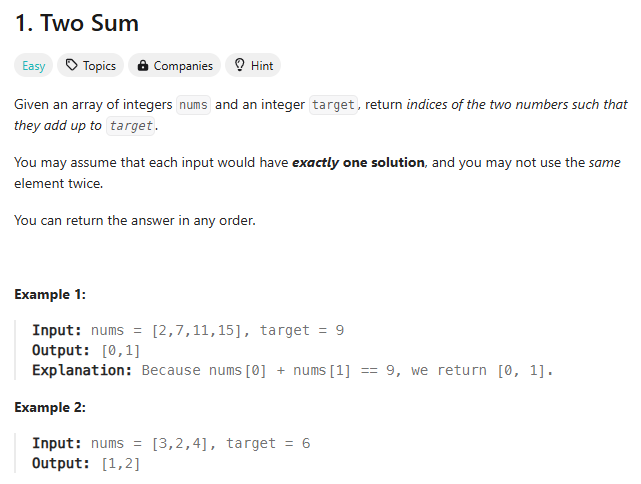 1. Two Sum
Easy Topics Companies Hint
Given an array of integers nums and an integer target, return indices of the two numbers such that
they add up to target.
You may assume that each input would have exactly one solution, and you may not use the same
element twice.
You can return the answer in any order.
Example 1:
Input: nums = [2,7,11,15], target = 9
Output: [0,1]
Explanation: Because nums[0] + nums[1] == 9, we return [0, 1].
Example 2:
Input: nums = [3,2,4], target = 6
Output: [1,2]